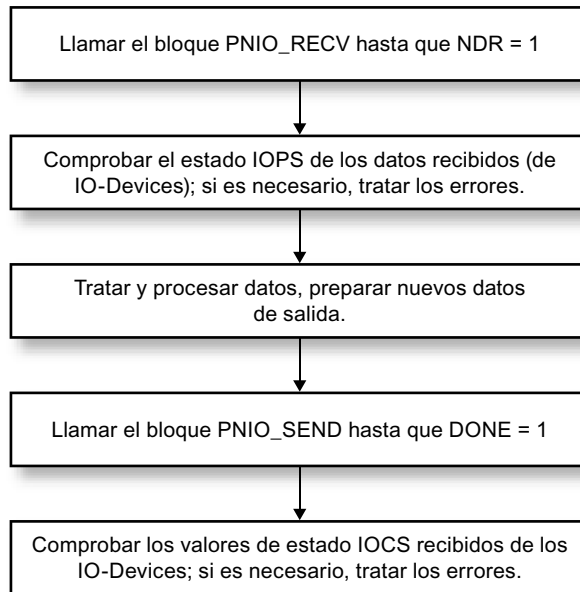 Llamar el bloque PNIO_RECV hasta que NDR = 1
Comprobar el estado IOPS de los datos recibidos (de
IO-Devices); si es necesario, tratar los errores.
Tratar y procesar datos, preparar nuevos datos
de salida.
Llamar el bloque PNIO_SEND hasta que DONE = 1
Comprobar los valores de estado IOCS recibidos de los
IO-Devices; si es necesario, tratar los errores.